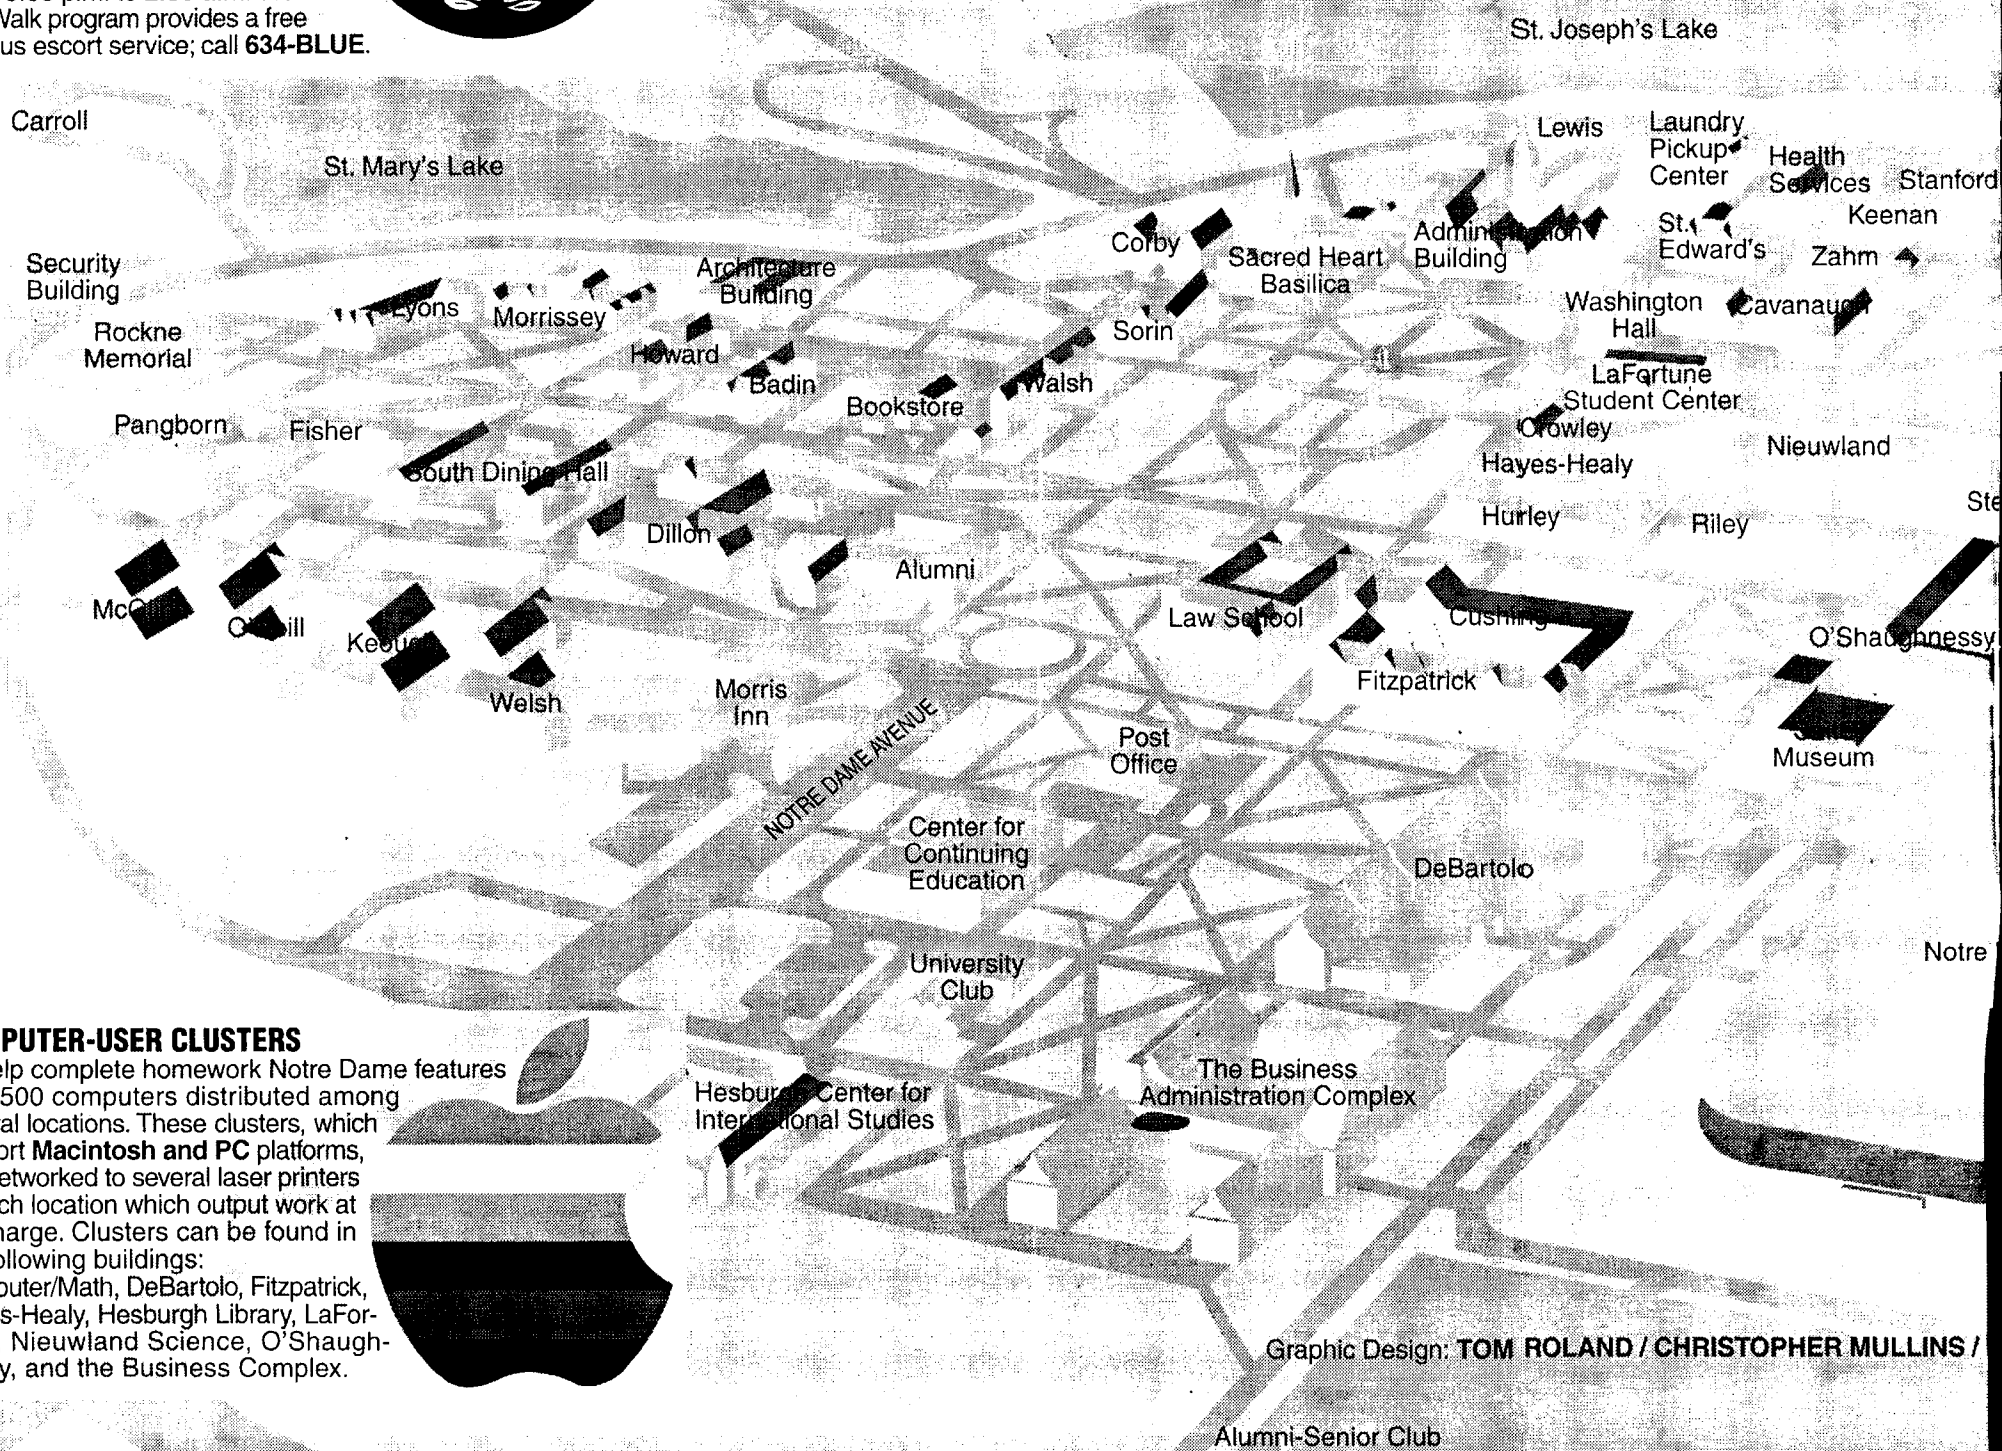 Walk program provides a free
us escort service; call 634-BLUE.
St. Joseph's Lake
Carroll
St. Mary's Lake
Lewis
Laundry
Pickup
Center
Health
Services
Stanford
Keenan
St.
Edward's
Zahm
Corby
Sacred Heart
Basilica
Administration
Building
Security
Building
Architecture
Building
Lyons
Morrissey
Rockne
Memorial
Howard
Badin
Sorin
Washington
Hall
Cavanaugh
Bookstore
Walsh
LaFortune
Student Center
Crowley
Pangborn
Fisher
Nieuwland
South Dining Hall
Hayes-Healy
Hurley
Riley
Ste
Dillon
Alumni
McGlinn
O'Neill
Keough
Law School
Cushing
O'Shaughnessy
Fitzpatrick
Welsh
Morris
Inn
NOTRE DAME AVENUE
Post
Office
Museum
Center for
Continuing
Education
DeBartolo
Notre
University
Club
PUTER-USER CLUSTERS
elp complete homework Notre Dame features
500 computers distributed among
al locations. These clusters, which
ort Macintosh and PC platforms,
etworked to several laser printers
ch location which output work at
harge. Clusters can be found in
ollowing buildings:
outer/Math, DeBartolo, Fitzpatrick,
s-Healy, Hesburgh Library, LaFor-
Nieuwland Science, O'Shaugh-
y, and the Business Complex.
Hesburgh Center for
International Studies
The Business
Administration Complex
Graphic Design: TOM ROLAND / CHRISTOPHER MULLINS /
Alumni-Senior Club